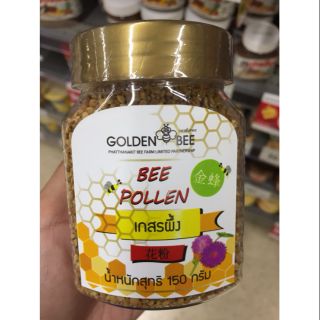 GOLDEN BEE
PHATTHANAKIT BEE FARM LIMITED PARTNERSHIP
BEE
POLLEN
金蜂
เกสรผึ้ง
花粉
น้ำหนักสุทธิ 150 กรัม